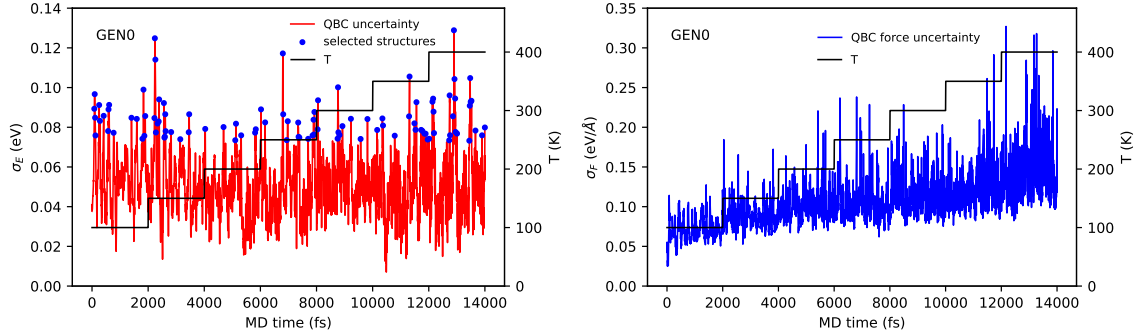 0.14
0.12
0.10
0.08
0.06
0.04
0.02
0.00
σ_E (eV)
GEN0
QBC uncertainty
selected structures
T
400
300
200
100
0
T (K)
0 2000 4000 6000 8000 10000 12000 14000
MD time (fs)
0.35
0.30
0.25
0.20
0.15
0.10
0.05
0.00
σ_F (eV/Å)
GEN0
QBC force uncertainty
T
400
300
200
100
0
T (K)
0 2000 4000 6000 8000 10000 12000 14000
MD time (fs)